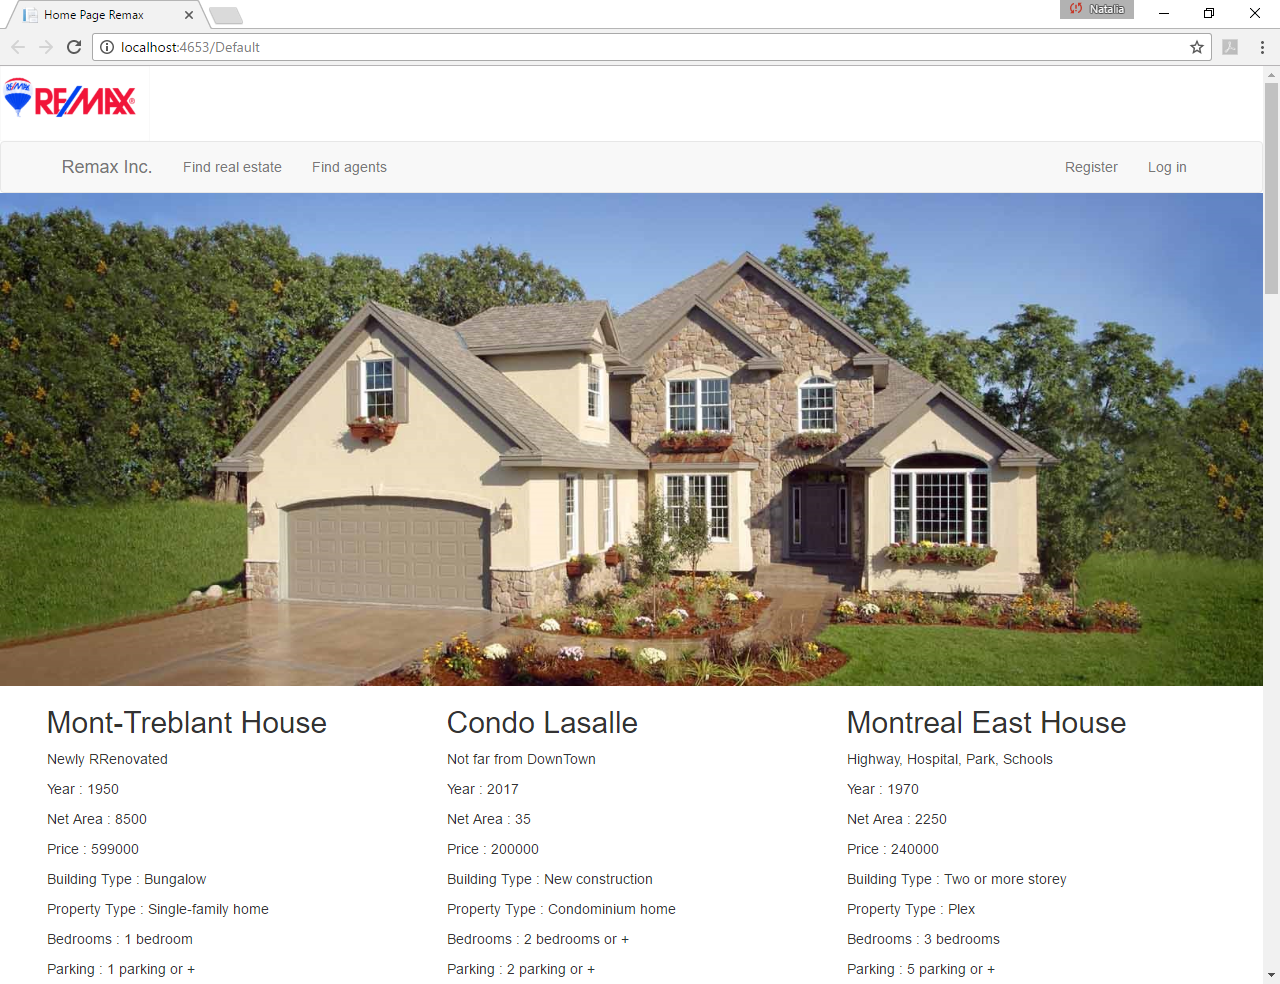 Home Page Remax
Natalia
localhost:4653/Default
RE/MAX
RE/MAX®
Remax Inc.
Find real estate
Find agents
Register
Log in
Mont-Treblant House
Newly RRenovated
Year : 1950
Net Area : 8500
Price : 599000
Building Type : Bungalow
Property Type : Single-family home
Bedrooms : 1 bedroom
Parking : 1 parking or +
Condo Lasalle
Not far from DownTown
Year : 2017
Net Area : 35
Price : 200000
Building Type : New construction
Property Type : Condominium home
Bedrooms : 2 bedrooms or +
Parking : 2 parking or +
Montreal East House
Highway, Hospital, Park, Schools
Year : 1970
Net Area : 2250
Price : 240000
Building Type : Two or more storey
Property Type : Plex
Bedrooms : 3 bedrooms
Parking : 5 parking or +